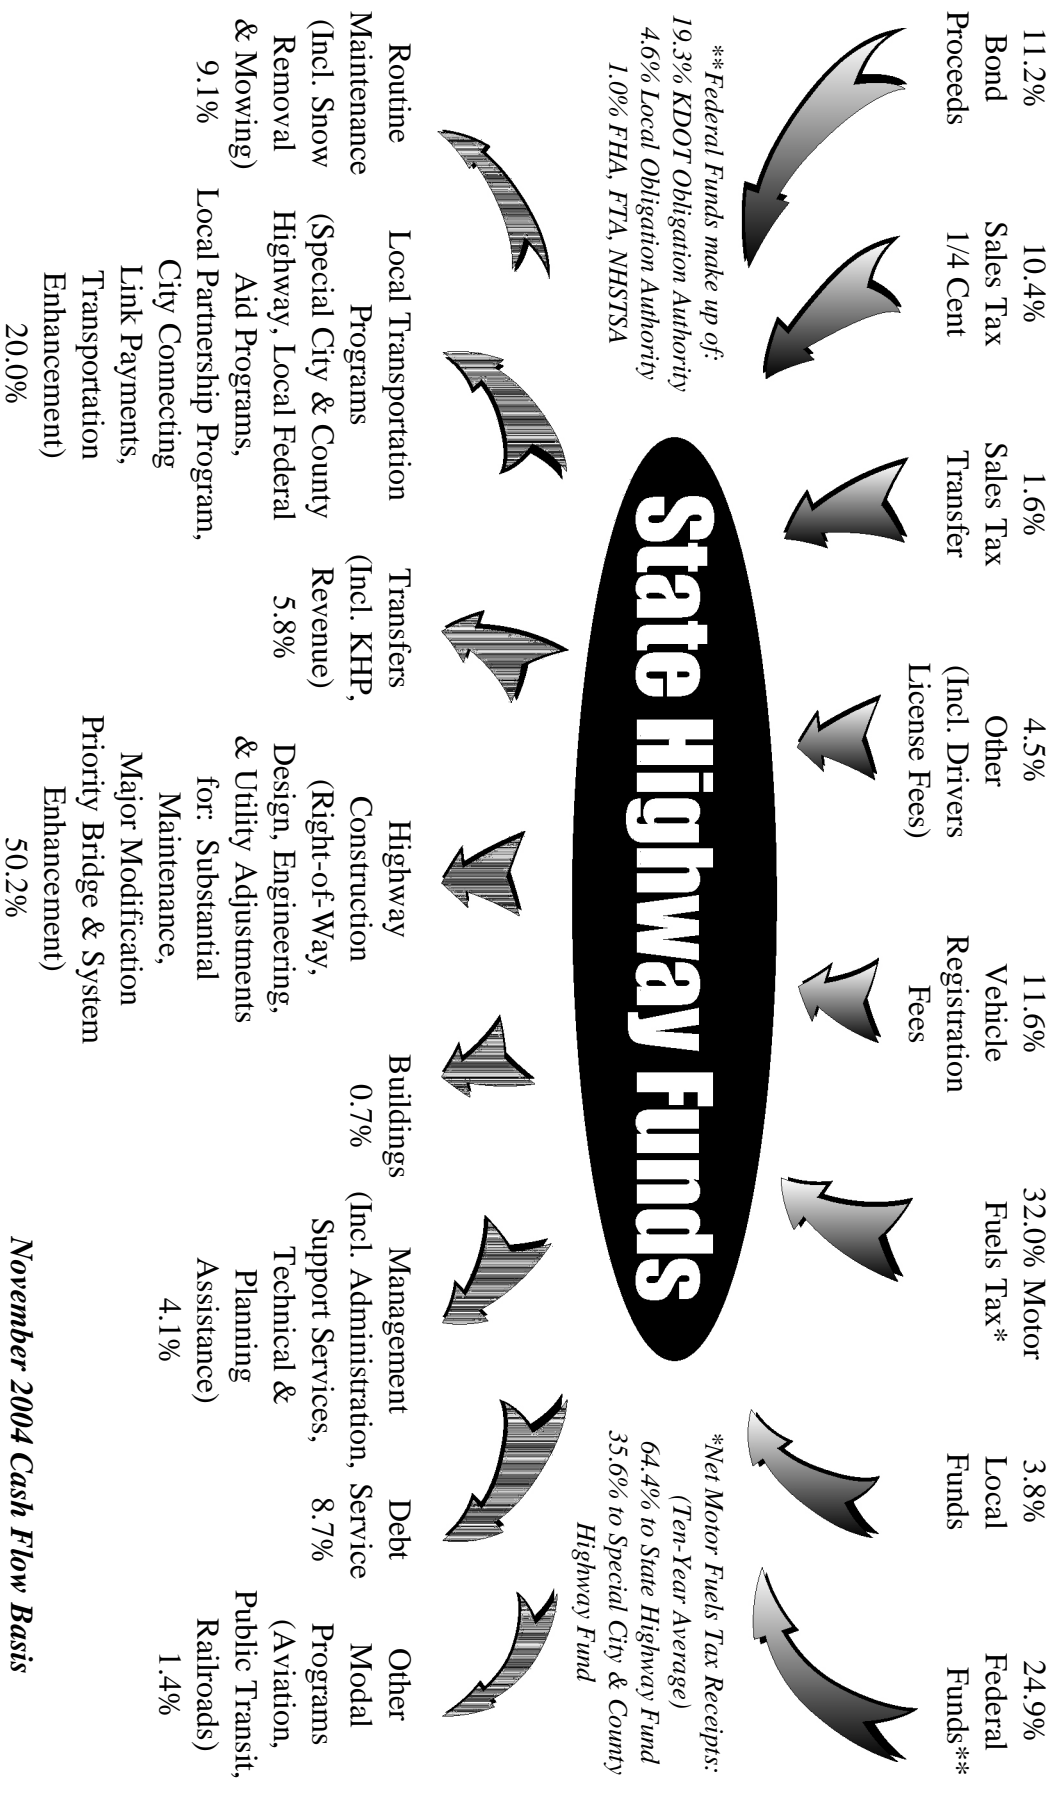 11.2%
Bond
Proceeds
10.4%
Sales Tax
1/4 Cent
1.6%
Sales Tax
Transfer
4.5%
Other
(Incl. Drivers
License Fees)
11.6%
Vehicle
Registration
Fees
32.0% Motor
Fuels Tax*
3.8%
Local
Funds
24.9%
Federal
Funds**
**Federal Funds make up of:
19.3% KDOT Obligation Authority
4.6% Local Obligation Authority
1.0% FHA, FTA, NHSTSA
State Highway Funds
*Net Motor Fuels Tax Receipts:
(Ten-Year Average)
64.4% to State Highway Fund
35.6% to Special City & County
Highway Fund
Routine
Maintenance
(Incl. Snow
Removal
& Mowing)
9.1%
Local Transportation
Programs
(Special City & County
Highway, Local Federal
Aid Programs,
Local Partnership Program,
City Connecting
Link Payments,
Transportation
Enhancement)
20.0%
Transfers
(Incl. KHP,
Revenue)
5.8%
Highway
Construction
(Right-of-Way,
Design, Engineering,
& Utility Adjustments
for: Substantial
Maintenance,
Major Modification
Priority Bridge & System
Enhancement)
50.2%
Buildings
0.7%
Management
(Incl. Administration,
Support Services,
Technical &
Planning
Assistance)
4.1%
Debt
Service
8.7%
Other
Modal
Programs
(Aviation,
Public Transit,
Railroads)
1.4%
November 2004 Cash Flow Basis